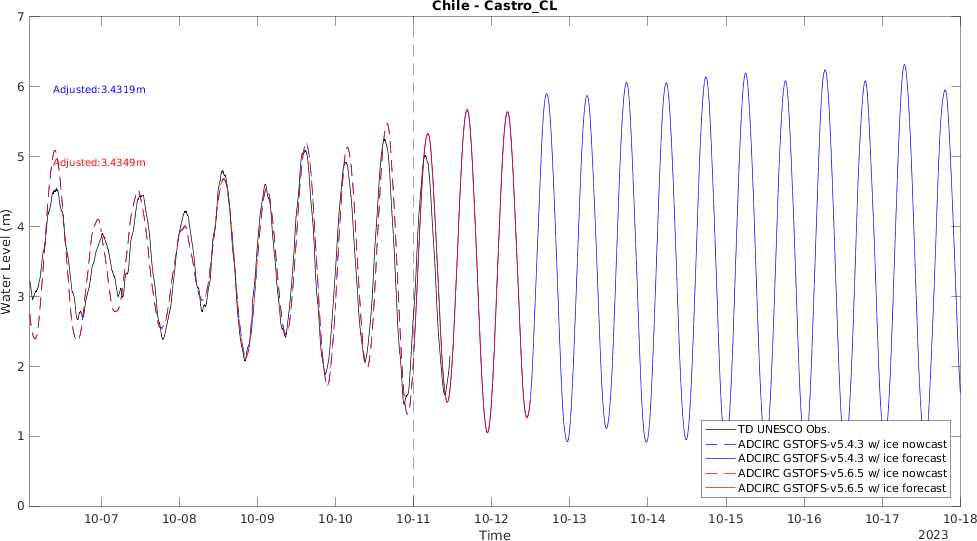 Chile - Castro_CL
7
6
5
4
3
2
1
0
Water Level (m)
Adjusted:3.4319m
Adjusted:3.4349m
TD UNESCO Obs.
ADCIRC GSTOFS-v5.4.3 w/ ice nowcast
ADCIRC GSTOFS-v5.4.3 w/ ice forecast
ADCIRC GSTOFS-v5.6.5 w/ ice nowcast
ADCIRC GSTOFS-v5.6.5 w/ ice forecast
10-07 10-08 10-09 10-10 10-11 10-12 10-13 10-14 10-15 10-16 10-17 10-18
Time
2023